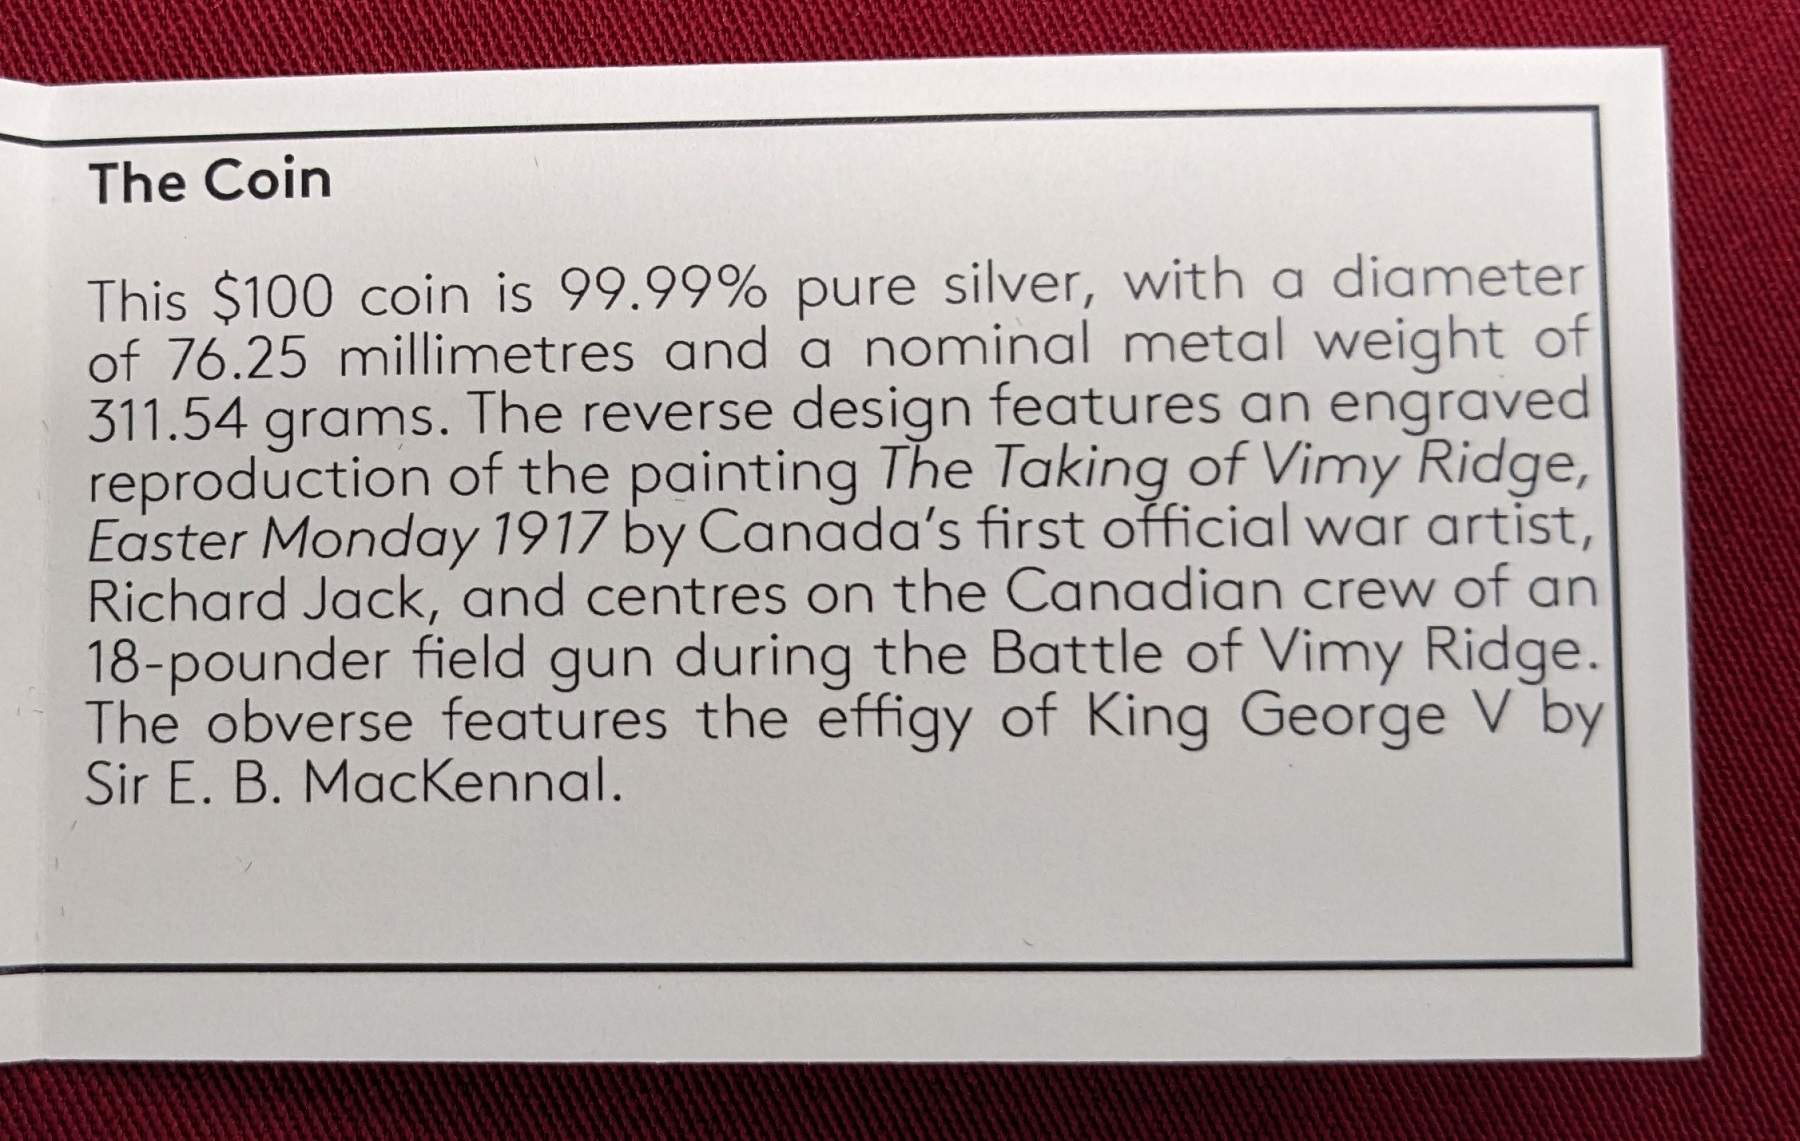 The Coin
This $100 coin is 99.99% pure silver, with a diameter
of 76.25 millimetres and a nominal metal weight of
311.54 grams. The reverse design features an engraved
reproduction of the painting The Taking of Vimy Ridge,
Easter Monday 1917 by Canada's first official war artist,
Richard Jack, and centres on the Canadian crew of an
18-pounder field gun during the Battle of Vimy Ridge.
The obverse features the effigy of King George V by
Sir E. B. MacKennal.